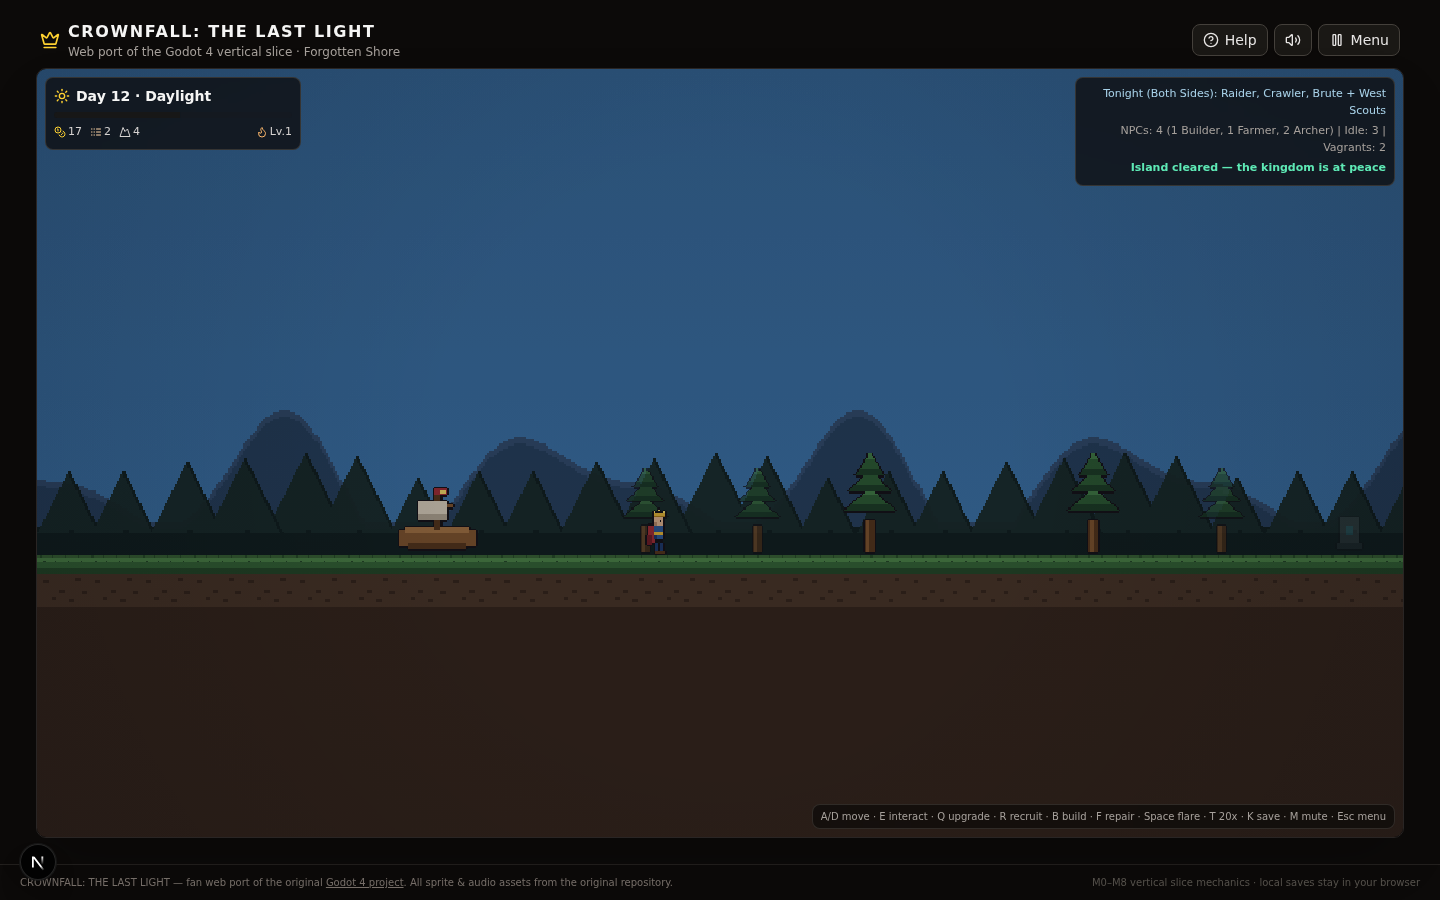 CROWNFALL: THE LAST LIGHT
Web port of the Godot 4 vertical slice · Forgotten Shore
Help
Menu
Day 12 · Daylight
17 2 4 Lv.1
Tonight (Both Sides): Raider, Crawler, Brute + West
Scouts
NPCs: 4 (1 Builder, 1 Farmer, 2 Archer) | Idle: 3 |
Vagrants: 2
Island cleared — the kingdom is at peace
A/D move · E interact · Q upgrade · R recruit · B build · F repair · Space flare · T 20x · K save · M mute · Esc menu
N
CROWNFALL: THE LAST LIGHT — fan web port of the original Godot 4 project. All sprite & audio assets from the original repository.
M0–M8 vertical slice mechanics · local saves stay in your browser